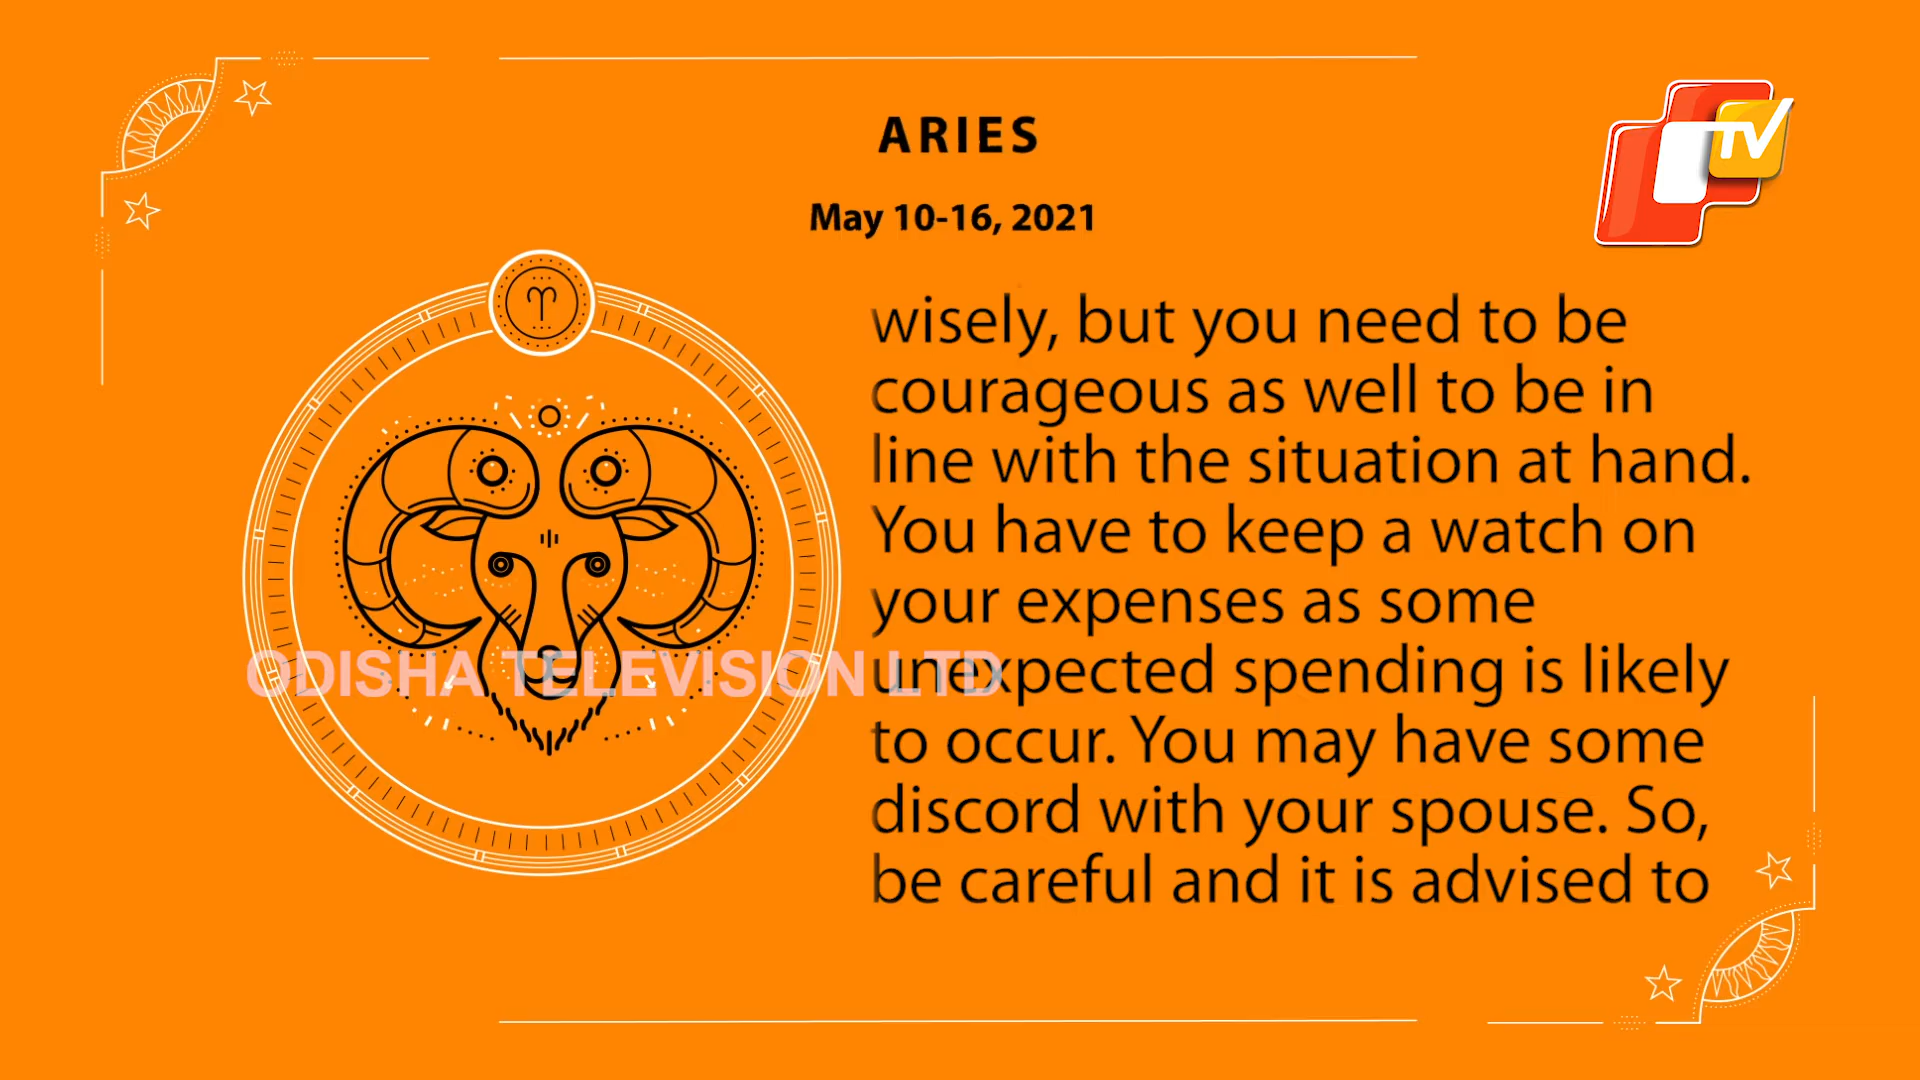 ARIES
May 10-16, 2021
TV
wisely, but you need to be
courageous as well to be in
line with the situation at hand.
You have to keep a watch on
your expenses as some
unexpected spending is likely
to occur. You may have some
discord with your spouse. So,
be careful and it is advised to
ODISHA TELEVISION LTD